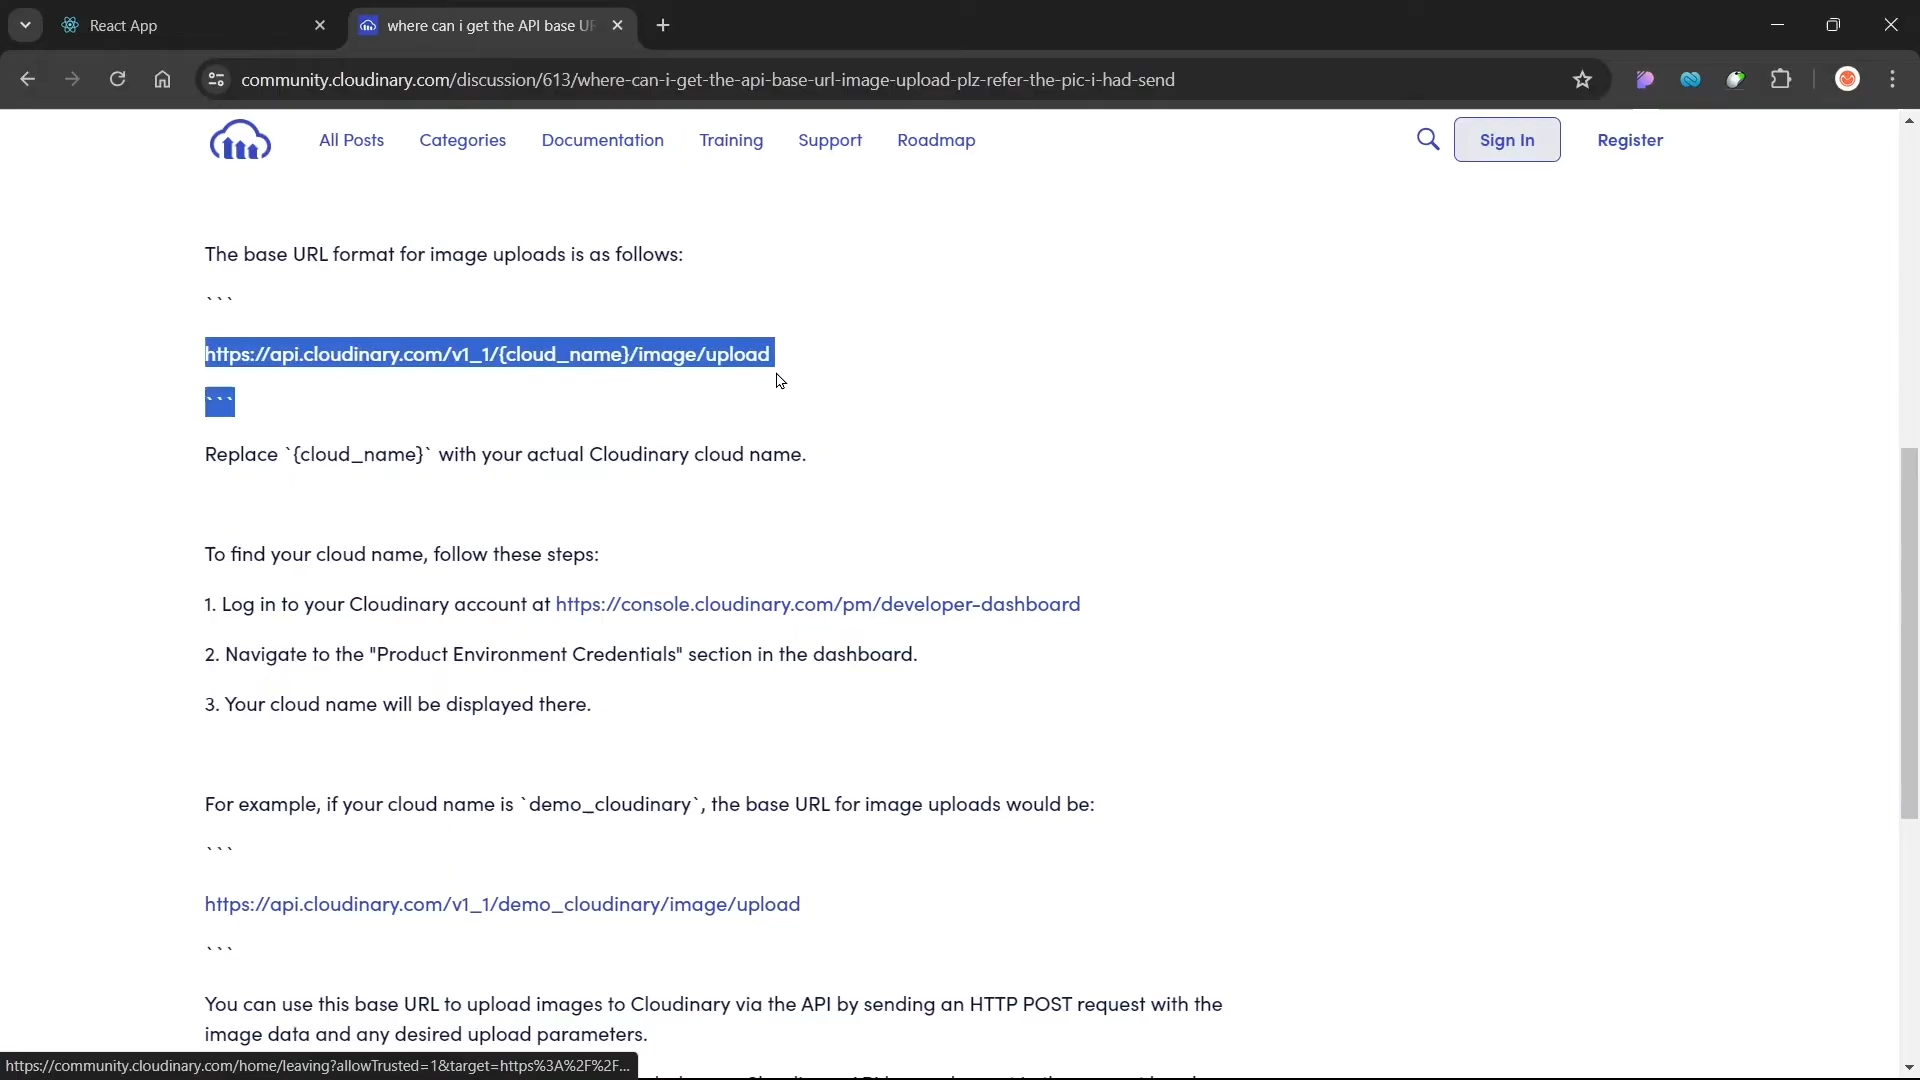 React App
where can i get the API base UR
community.cloudinary.com/discussion/613/where-can-i-get-the-api-base-url-image-upload-plz-refer-the-pic-i-had-send
All Posts
Categories
Documentation
Training
Support
Roadmap
Sign In
Register
The base URL format for image uploads is as follows:
```
https://api.cloudinary.com/v1_1/{cloud_name}/image/upload
```
Replace `{cloud_name}` with your actual Cloudinary cloud name.
To find your cloud name, follow these steps:
1. Log in to your Cloudinary account at https://console.cloudinary.com/pm/developer-dashboard
2. Navigate to the "Product Environment Credentials" section in the dashboard.
3. Your cloud name will be displayed there.
For example, if your cloud name is `demo_cloudinary`, the base URL for image uploads would be:
```
https://api.cloudinary.com/v1_1/demo_cloudinary/image/upload
```
You can use this base URL to upload images to Cloudinary via the API by sending an HTTP POST request with the
image data and any desired upload parameters.
https://community.cloudinary.com/home/leaving?allowTrusted=1&target=https%3A%2F%2F...